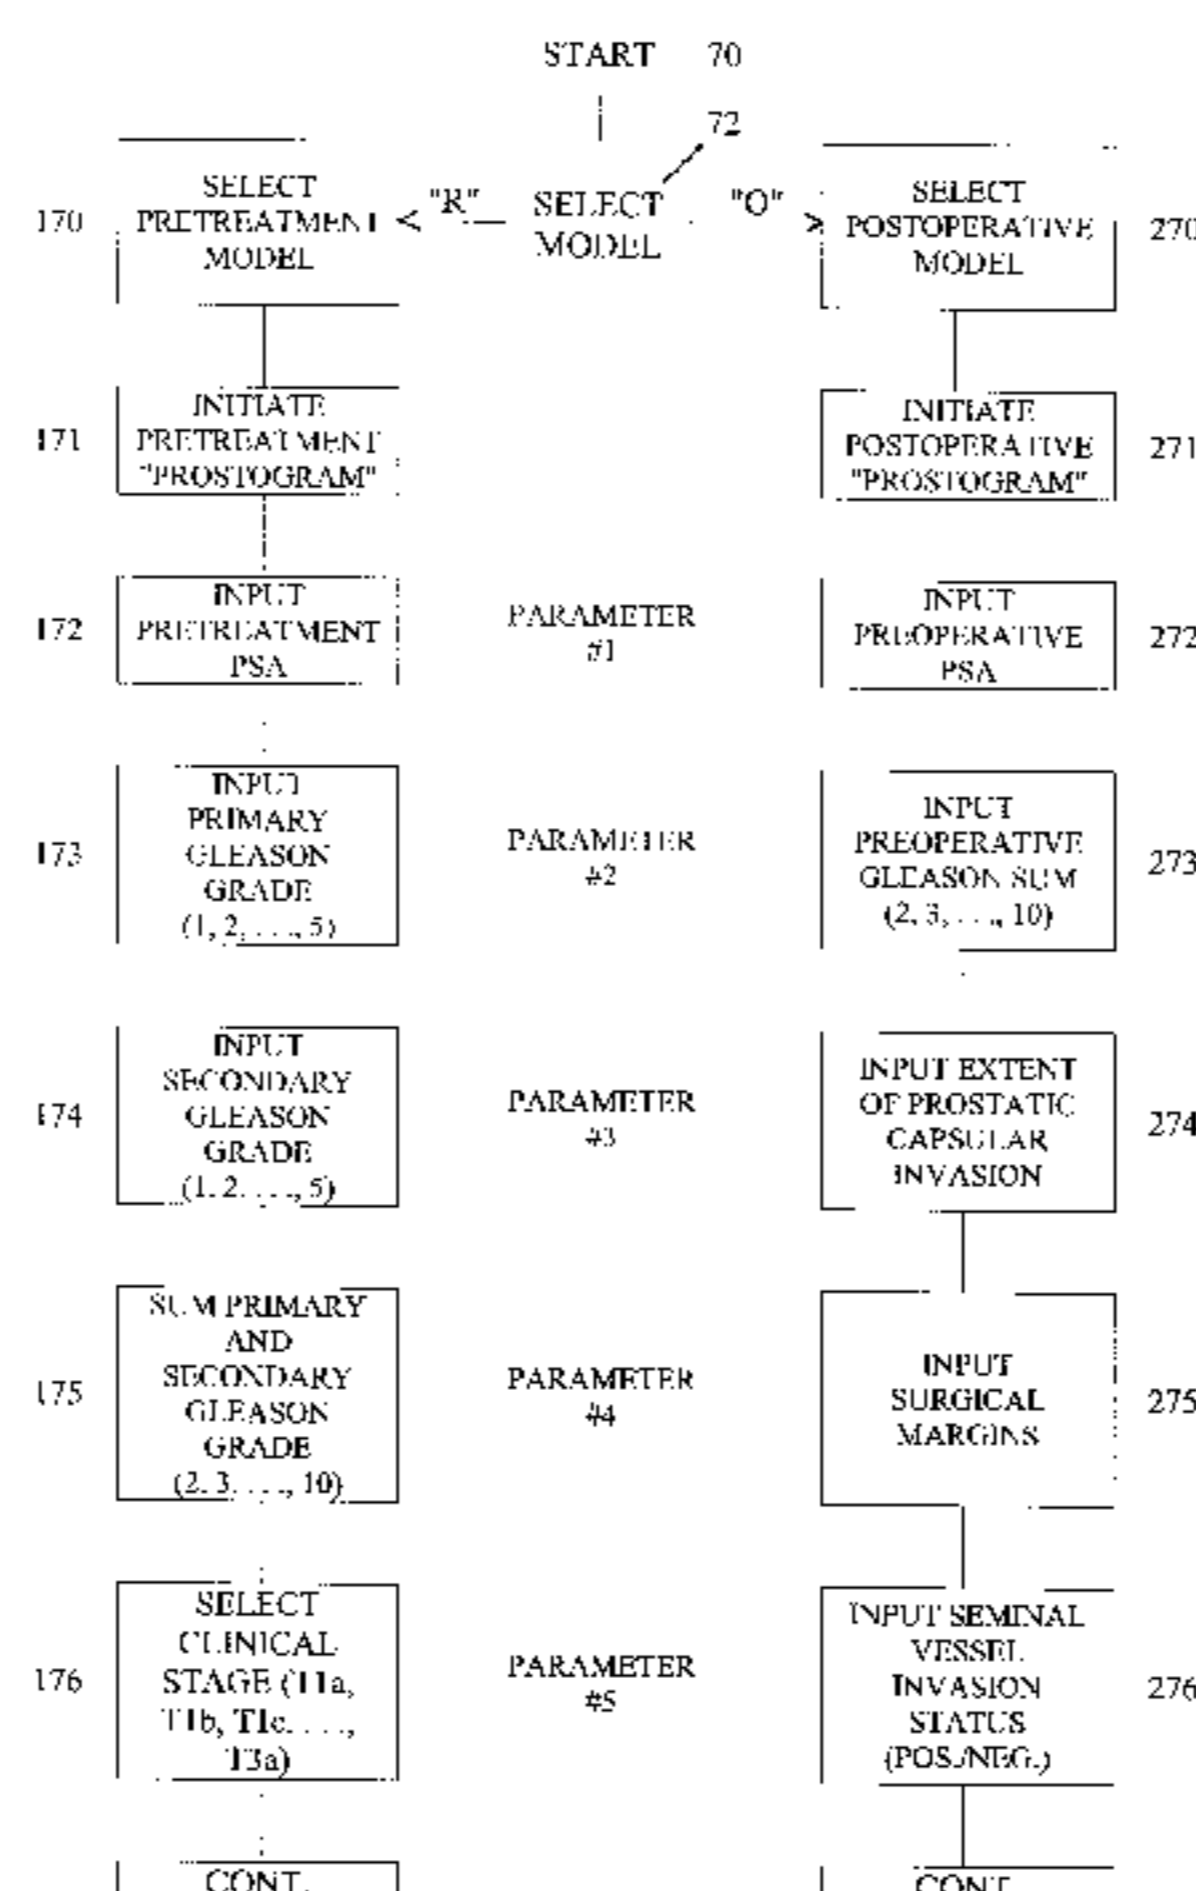 START 70
72
SELECT
MODEL
"R"
"O"
170
SELECT
PRETREATMENT
MODEL
171
INITIATE
PRETREATMENT
"PROSTOGRAM"
172
INPUT
PRETREATMENT
PSA
173
INPUT
PRIMARY
GLEASON
GRADE
(1, 2, . . ., 5)
174
INPUT
SECONDARY
GLEASON
GRADE
(1, 2, . . ., 5)
175
SUM PRIMARY
AND
SECONDARY
GLEASON
GRADE
(2, 3, . . ., 10)
176
SELECT
CLINICAL
STAGE (T1a,
T1b, T1c, . . .,
T3a)
CONT.
PARAMETER
#1
PARAMETER
#2
PARAMETER
#3
PARAMETER
#4
PARAMETER
#5
SELECT
POSTOPERATIVE
MODEL
270
INITIATE
POSTOPERATIVE
"PROSTOGRAM"
271
INPUT
PREOPERATIVE
PSA
272
INPUT
PREOPERATIVE
GLEASON SUM
(2, 3, . . ., 10)
273
INPUT EXTENT
OF PROSTATIC
CAPSULAR
INVASION
274
INPUT
SURGICAL
MARGINS
275
INPUT SEMINAL
VESSEL
INVASION
STATUS
(POS./NEG.)
276
CONT.